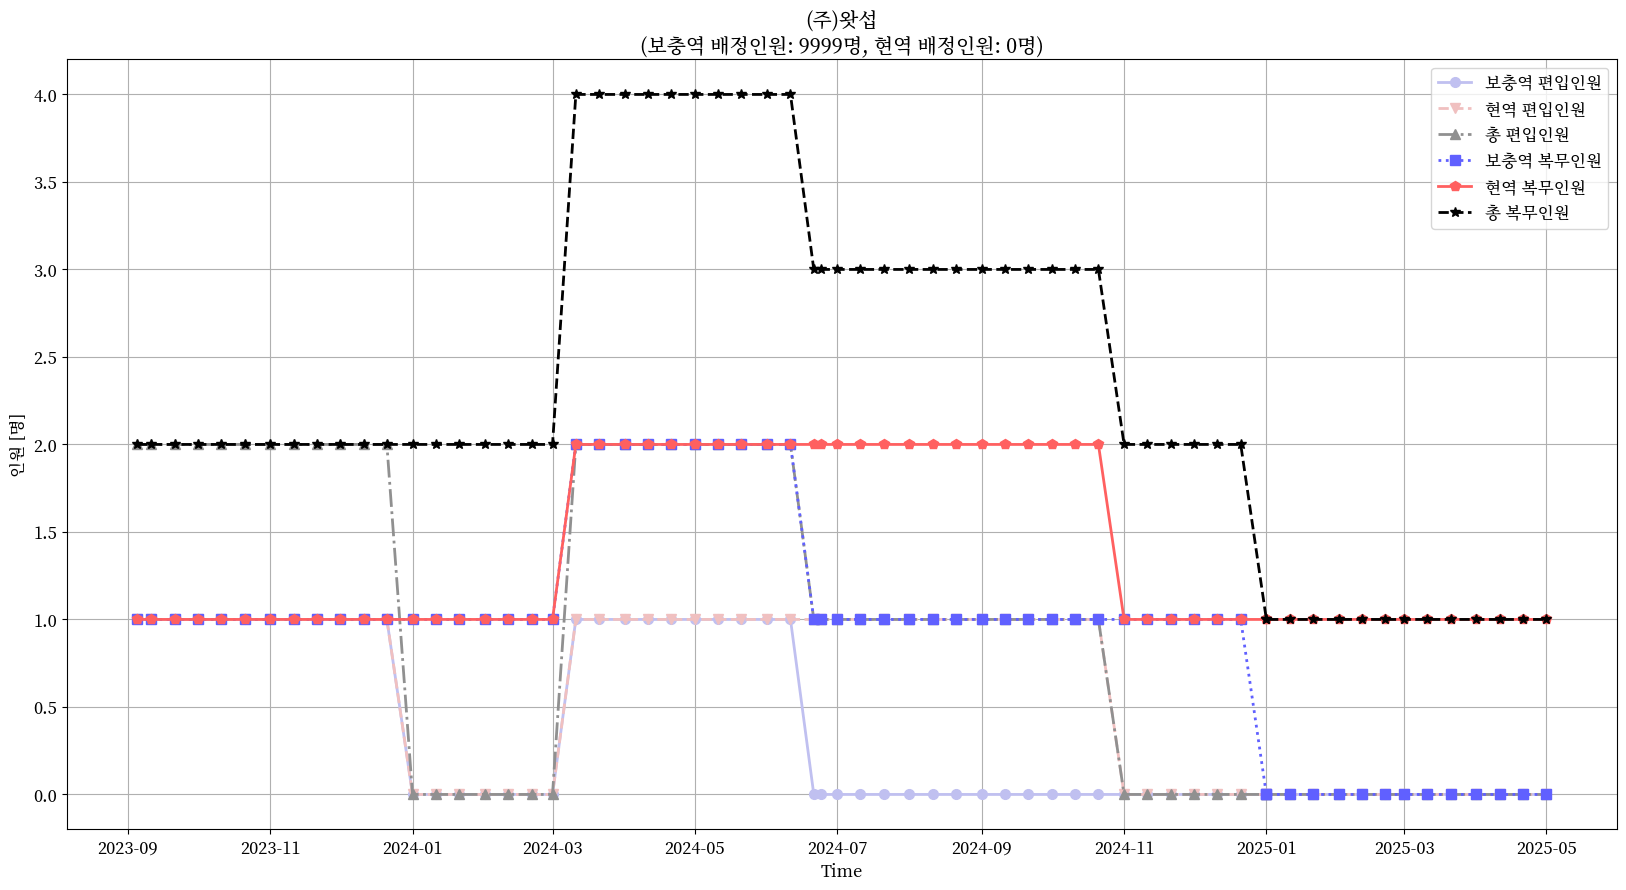 (주)왓섭
(보충역 배정인원: 9999명, 현역 배정인원: 0명)
보충역 편입인원
현역 편입인원
총 편입인원
보충역 복무인원
현역 복무인원
총 복무인원
인원 [명]
4.0
3.5
3.0
2.5
2.0
1.5
1.0
0.5
0.0
2023-09 2023-11 2024-01 2024-03 2024-05 2024-07 2024-09 2024-11 2025-01 2025-03 2025-05
Time